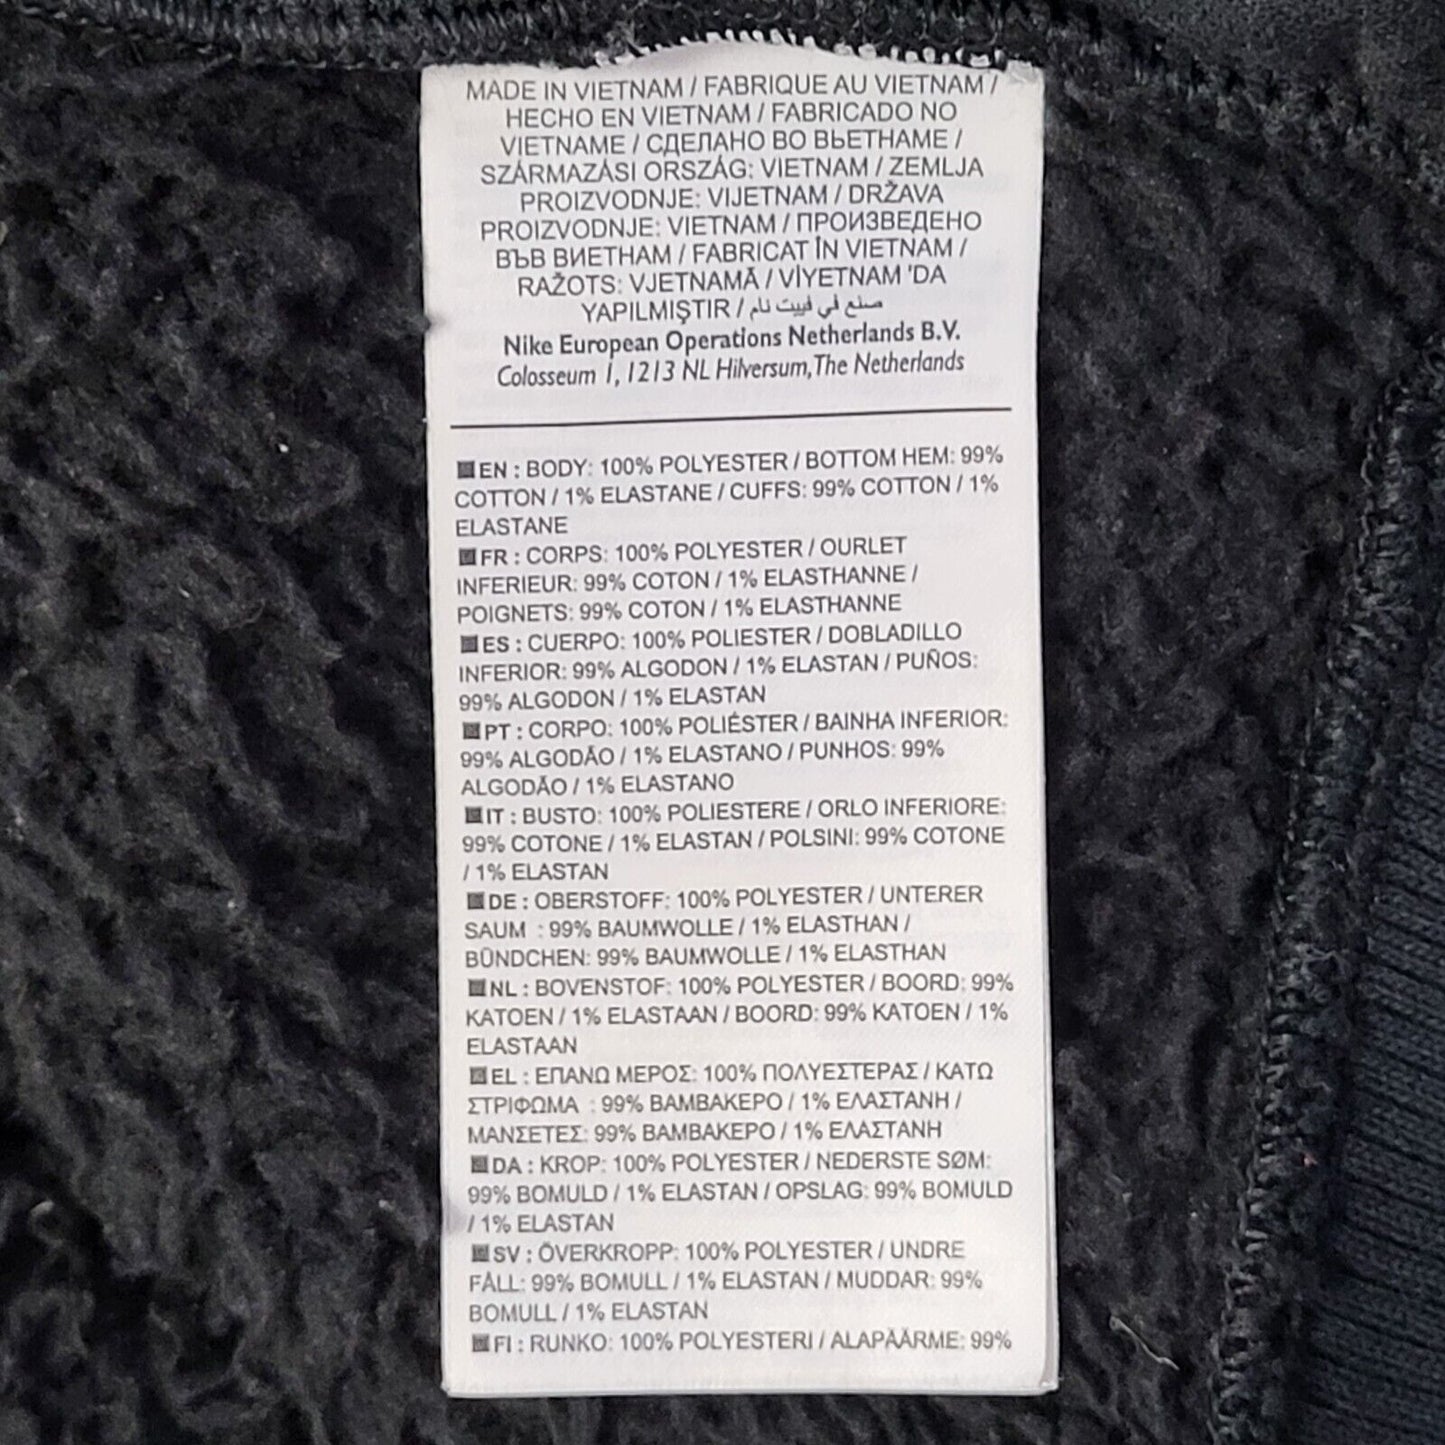 MADE IN VIETNAM / FABRIQUE AU VIETNAM /
HECHO EN VIETNAM / FABRICADO NO
VIETNAME / СДЕЛАНО ВО ВЬЕТНАМЕ /
SZÁRMAZÁSI ORSZÁG: VIETNAM / ZEMLJA
PROIZVODNJE: VIJETNAM / DRŽAVA
PROIZVODNJE: VIETNAM / ПРОИЗВЕДЕНО
ВЪВ ВИЕТНАМ / FABRICAT ÎN VIETNAM /
RAŽOTS: VJETNAMĀ / VİYETNAM 'DA
YAPILMIŞTIR / صنع في فييت نام
Nike European Operations Netherlands B.V.
Colosseum 1, 1213 NL Hilversum, The Netherlands
EN : BODY: 100% POLYESTER / BOTTOM HEM: 99%
COTTON / 1% ELASTANE / CUFFS: 99% COTTON / 1%
ELASTANE
FR : CORPS: 100% POLYESTER / OURLET
INFERIEUR: 99% COTON / 1% ELASTHANNE /
POIGNETS: 99% COTON / 1% ELASTHANNE
ES : CUERPO: 100% POLIESTER / DOBLADILLO
INFERIOR: 99% ALGODON / 1% ELASTAN / PUÑOS:
99% ALGODON / 1% ELASTAN
PT : CORPO: 100% POLIÉSTER / BAINHA INFERIOR:
99% ALGODÃO / 1% ELASTANO / PUNHOS: 99%
ALGODÃO / 1% ELASTANO
IT : BUSTO: 100% POLIESTERE / ORLO INFERIORE:
99% COTONE / 1% ELASTAN / POLSINI: 99% COTONE
/ 1% ELASTAN
DE : OBERSTOFF: 100% POLYESTER / UNTERER
SAUM : 99% BAUMWOLLE / 1% ELASTHAN /
BÜNDCHEN: 99% BAUMWOLLE / 1% ELASTHAN
NL : BOVENSTOF: 100% POLYESTER / BOORD: 99%
KATOEN / 1% ELASTAAN / BOORD: 99% KATOEN / 1%
ELASTAAN
EL : ΕΠΑΝΩ ΜΕΡΟΣ: 100% ΠΟΛΥΕΣΤΕΡΑΣ / ΚΑΤΩ
ΣΤΡΙΦΩΜΑ : 99% ΒΑΜΒΑΚΕΡΟ / 1% ΕΛΑΣΤΑΝΗ /
ΜΑΝΣΕΤΕΣ: 99% ΒΑΜΒΑΚΕΡΟ / 1% ΕΛΑΣΤΑΝΗ
DA : KROP: 100% POLYESTER / NEDERSTE SØM:
99% BOMULD / 1% ELASTAN / OPSLAG: 99% BOMULD
/ 1% ELASTAN
SV : ÖVERKROPP: 100% POLYESTER / UNDRE
FÅLL: 99% BOMULL / 1% ELASTAN / MUDDAR: 99%
BOMULL / 1% ELASTAN
FI : RUNKO: 100% POLYESTERI / ALAPÄÄRME: 99%